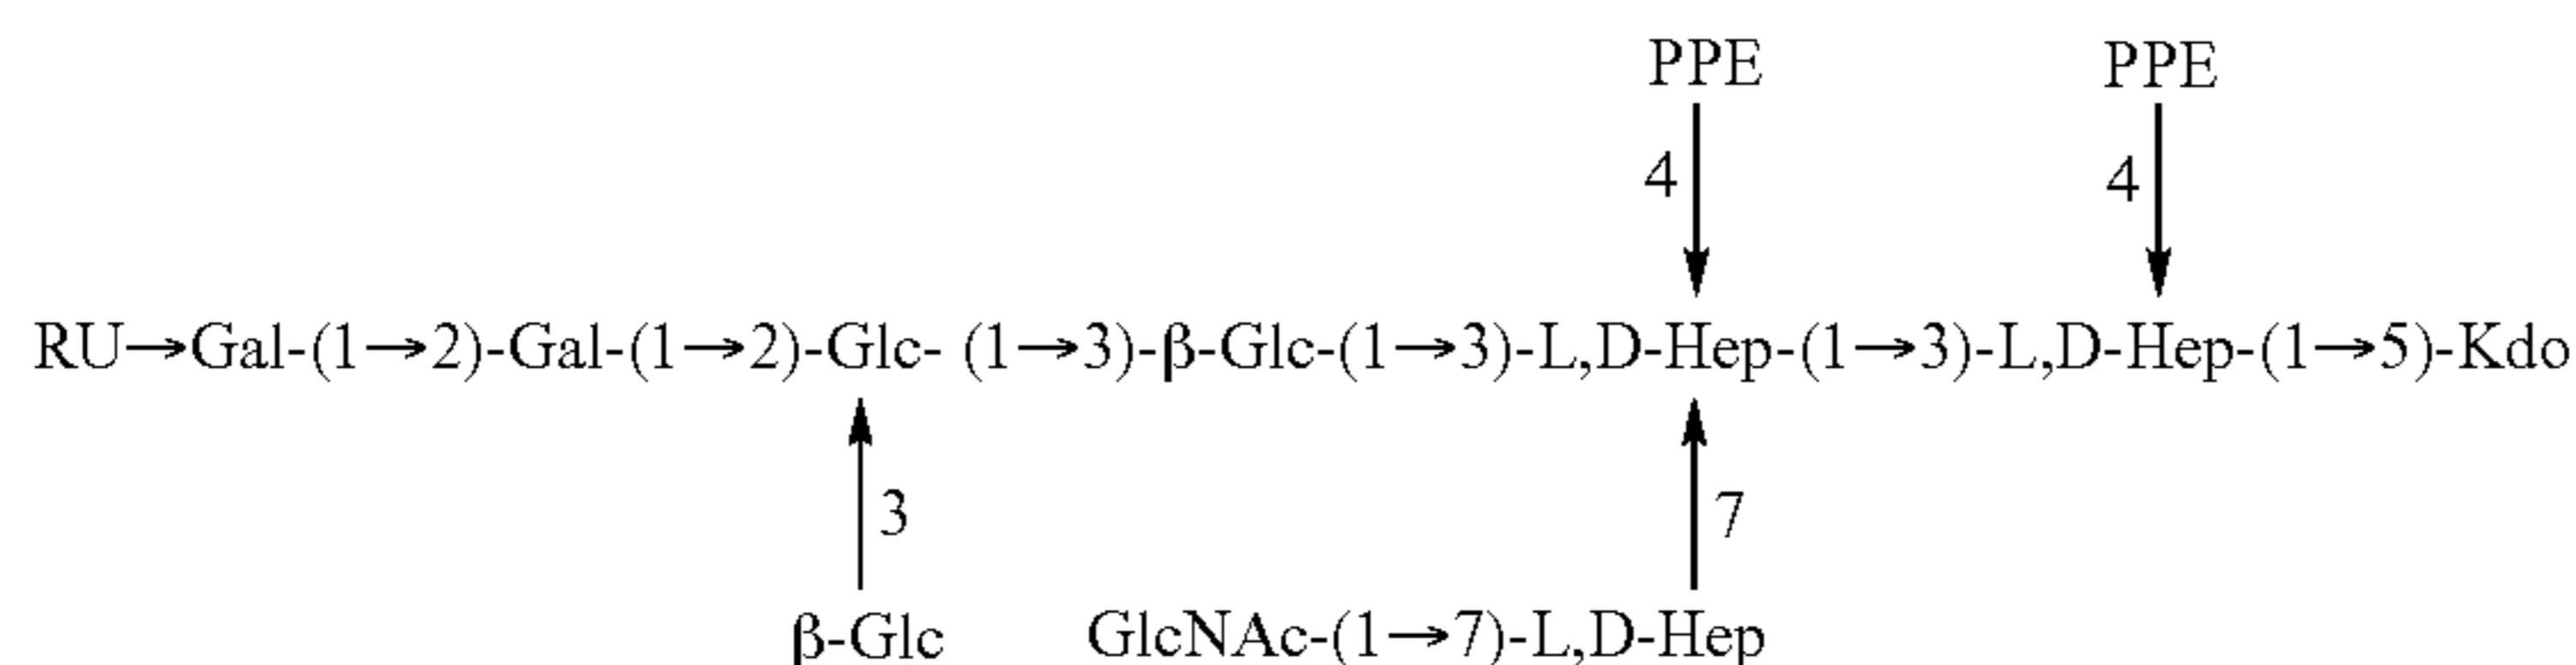 PPE PPE
4 4
RU→Gal-(1→2)-Gal-(1→2)-Glc- (1→3)-β-Glc-(1→3)-L,D-Hep-(1→3)-L,D-Hep-(1→5)-Kdo
3 7
β-Glc GlcNAc-(1→7)-L,D-Hep